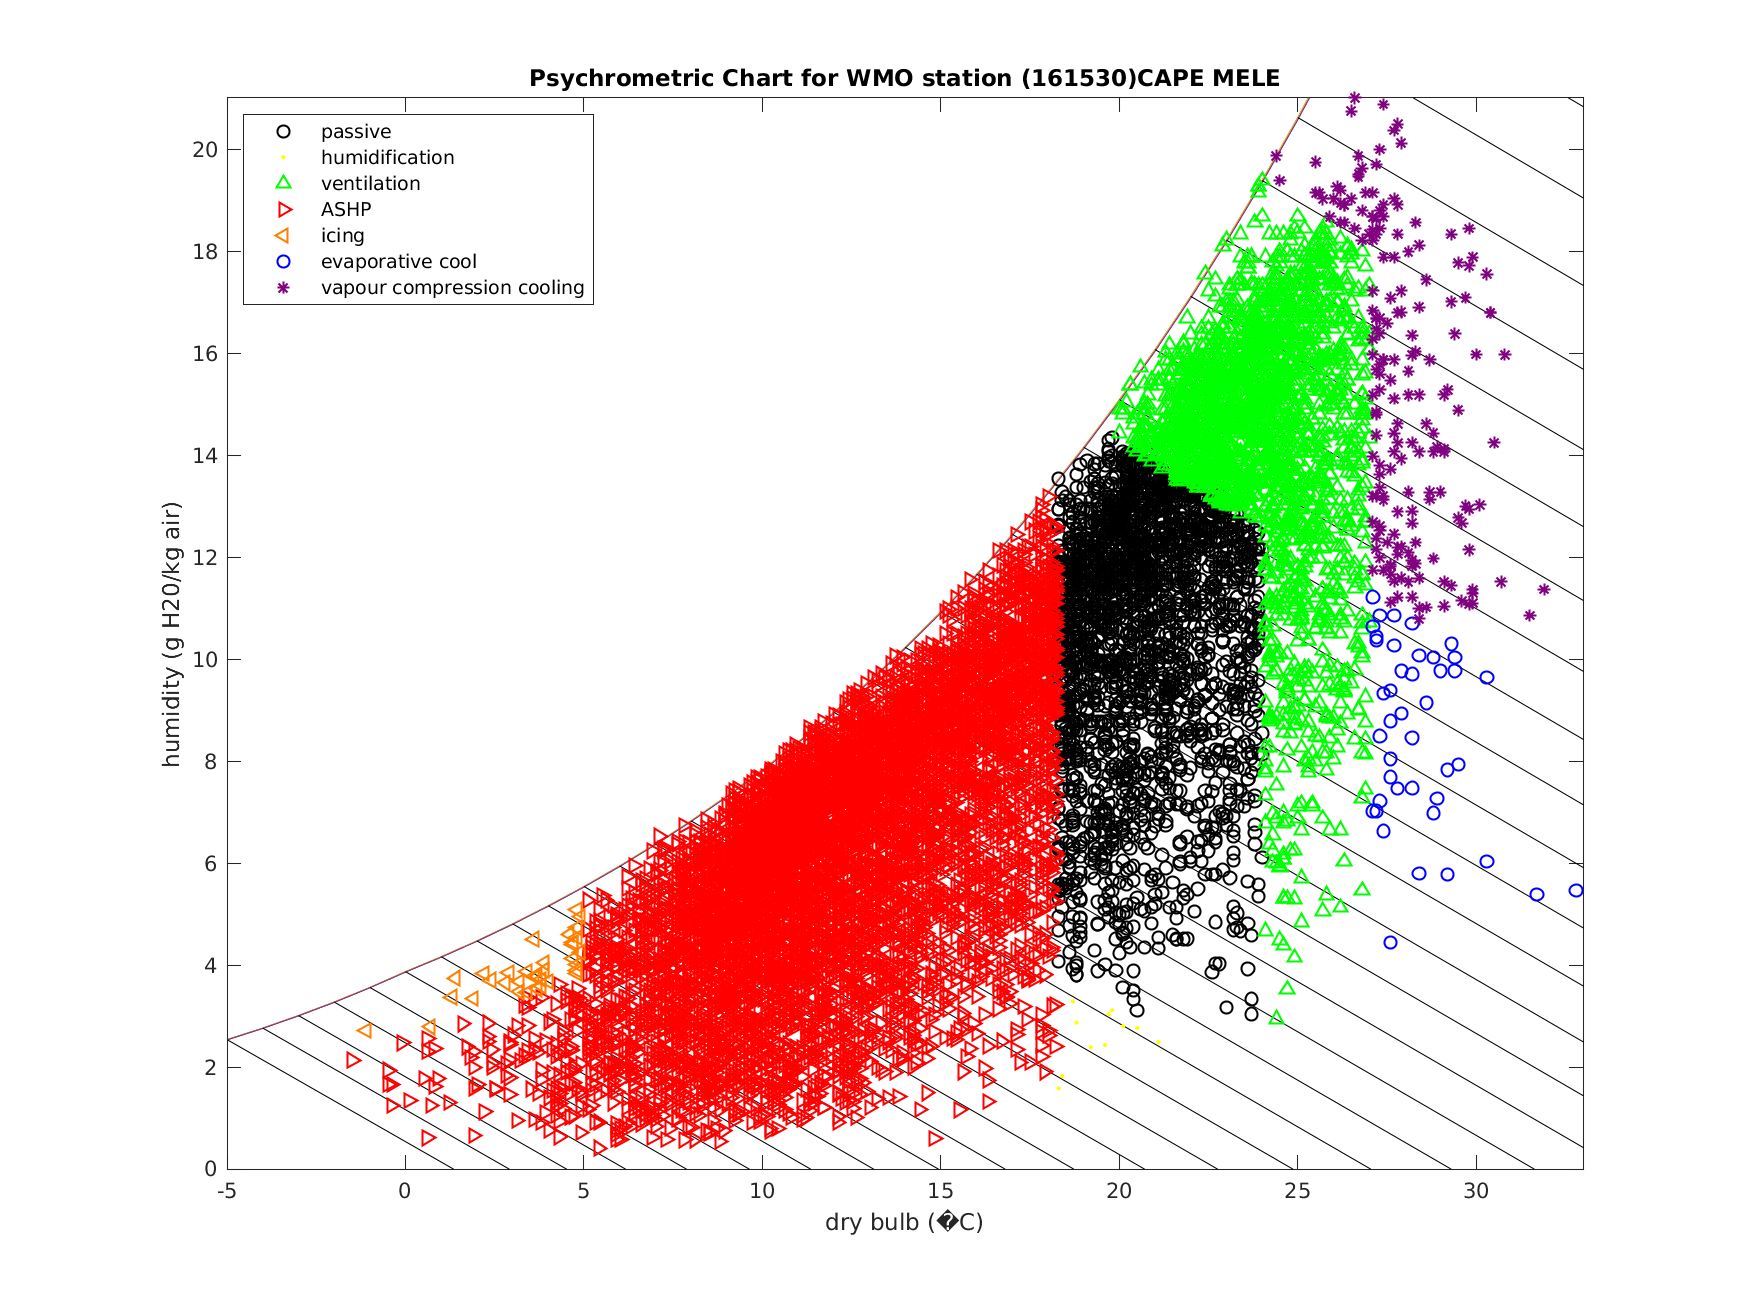 Psychrometric Chart for WMO station (161530)CAPE MELE
passive
humidification
ventilation
ASHP
icing
evaporative cool
vapour compression cooling
humidity (g H20/kg air)
20
18
16
14
12
10
8
6
4
2
0
-5
0
5
10
15
20
25
30
dry bulb (�C)